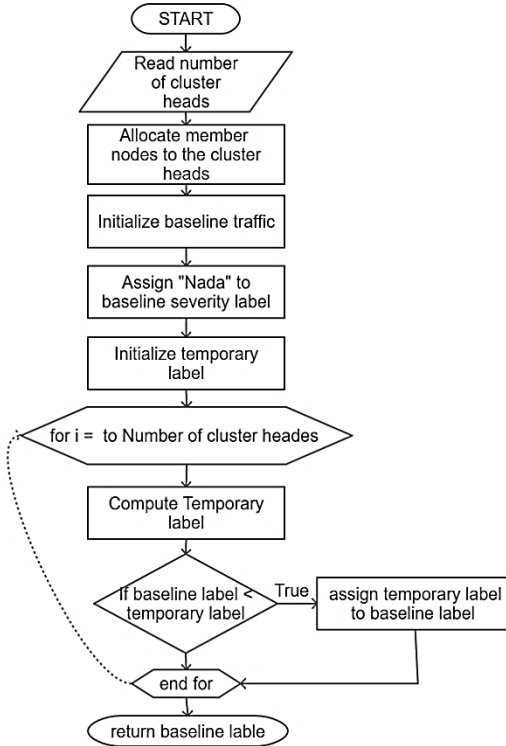 START
Read number
of cluster
heads
Allocate member
nodes to the cluster
heads
Initialize baseline traffic
Assign "Nada" to
baseline severity label
Initialize temporary
label
for i =  to Number of cluster heades
Compute Temporary
label
If baseline label <
temporary label
True
assign temporary label
to baseline label
end for
return baseline lable